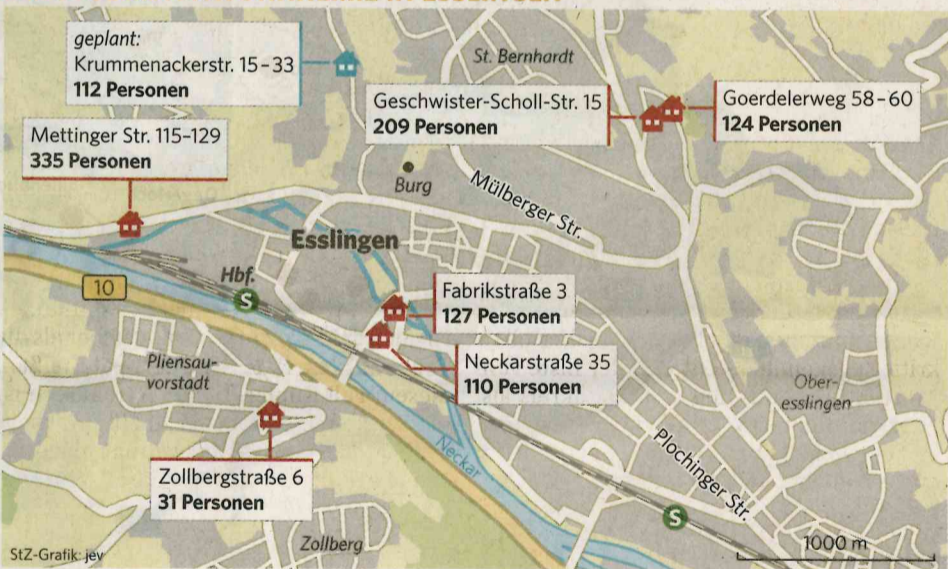 geplant:
Krummenackerstr. 15–33
112 Personen
St. Bernhardt
Geschwister-Scholl-Str. 15
209 Personen
Goerdelerweg 58–60
124 Personen
Mettinger Str. 115–129
335 Personen
Burg
Mülberger Str.
Esslingen
Hbf.
S
10
Fabrikstraße 3
127 Personen
Neckarstraße 35
110 Personen
Pliensau-
vorstadt
Ober-
esslingen
Neckar
Plochinger Str.
Zollbergstraße 6
31 Personen
S
Zollberg
StZ-Grafik: jev
1000 m